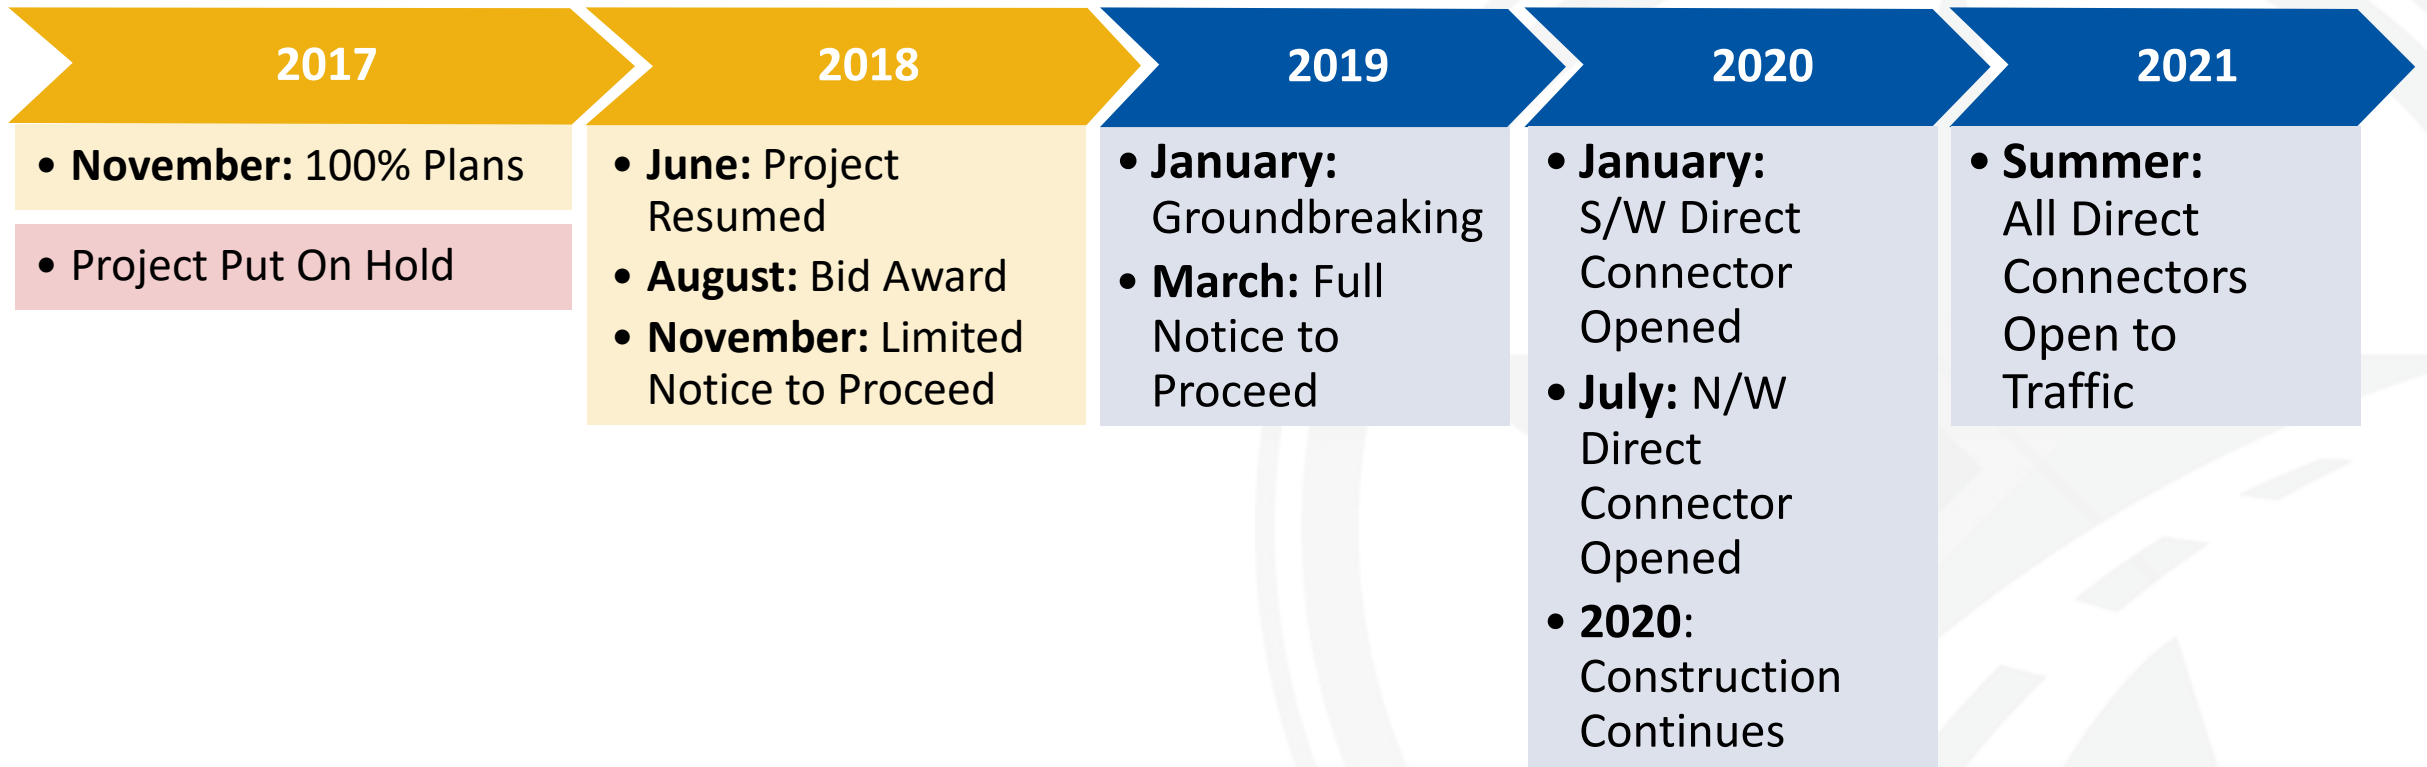 2017
• November: 100% Plans
• Project Put On Hold
2018
• June: Project
Resumed
• August: Bid Award
• November: Limited
Notice to Proceed
2019
• January:
Groundbreaking
• March: Full
Notice to
Proceed
2020
• January:
S/W Direct
Connector
Opened
• July: N/W
Direct
Connector
Opened
• 2020:
Construction
Continues
2021
• Summer:
All Direct
Connectors
Open to
Traffic